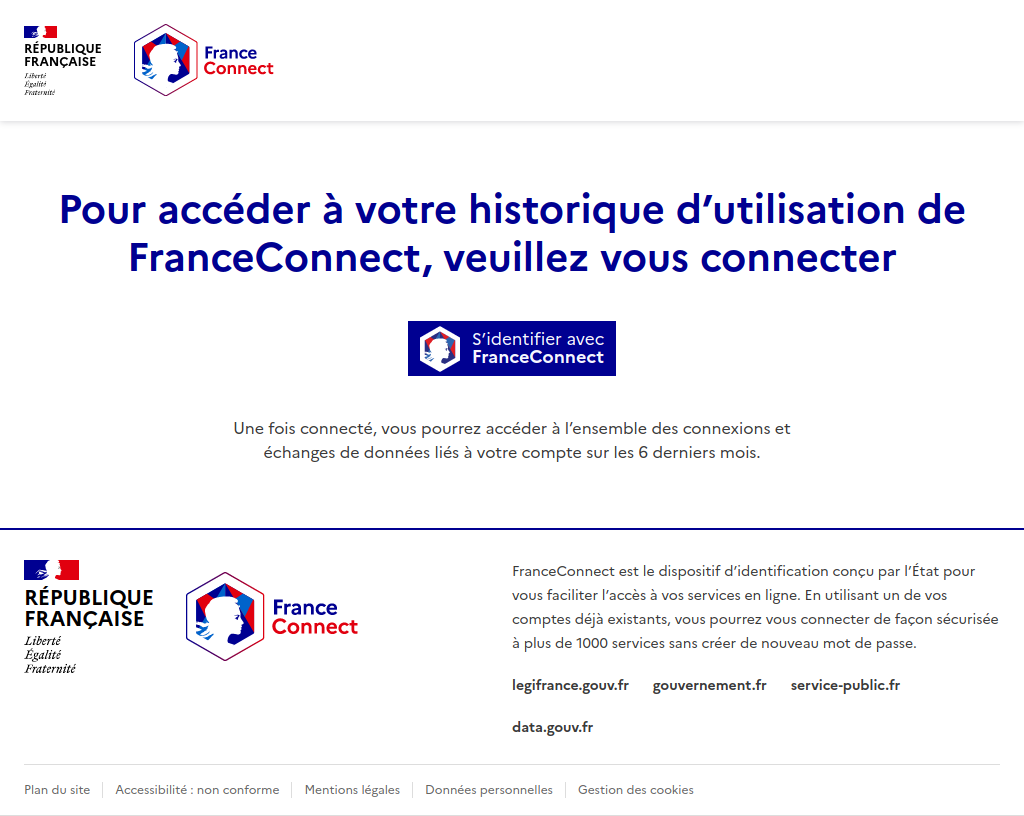 RÉPUBLIQUE
FRANÇAISE
Liberté
Égalité
Fraternité
France
Connect
Pour accéder à votre historique d’utilisation de
FranceConnect, veuillez vous connecter
S’identifier avec
FranceConnect
Une fois connecté, vous pourrez accéder à l’ensemble des connexions et
échanges de données liés à votre compte sur les 6 derniers mois.
RÉPUBLIQUE
FRANÇAISE
Liberté
Égalité
Fraternité
France
Connect
FranceConnect est le dispositif d’identification conçu par l’État pour
vous faciliter l’accès à vos services en ligne. En utilisant un de vos
comptes déjà existants, vous pourrez vous connecter de façon sécurisée
à plus de 1000 services sans créer de nouveau mot de passe.
legifrance.gouv.fr gouvernement.fr service-public.fr
data.gouv.fr
Plan du site Accessibilité : non conforme Mentions légales Données personnelles Gestion des cookies